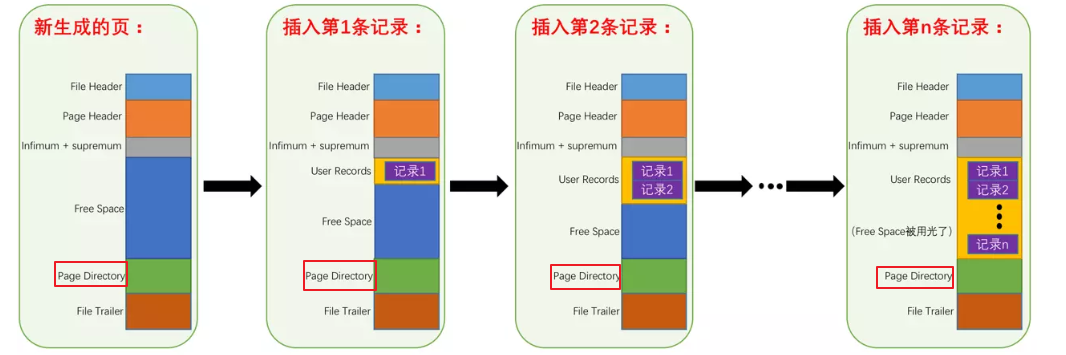 新生成的页：
File Header
Page Header
Infimum + supremum
Free Space
Page Directory
File Trailer
插入第1条记录：
File Header
Page Header
Infimum + supremum
User Records
记录1
Free Space
Page Directory
File Trailer
插入第2条记录：
File Header
Page Header
Infimum + supremum
User Records
记录1
记录2
Free Space
Page Directory
File Trailer
插入第n条记录：
File Header
Page Header
Infimum + supremum
User Records
记录1
记录2
（Free Space被用光了）
记录n
Page Directory
File Trailer